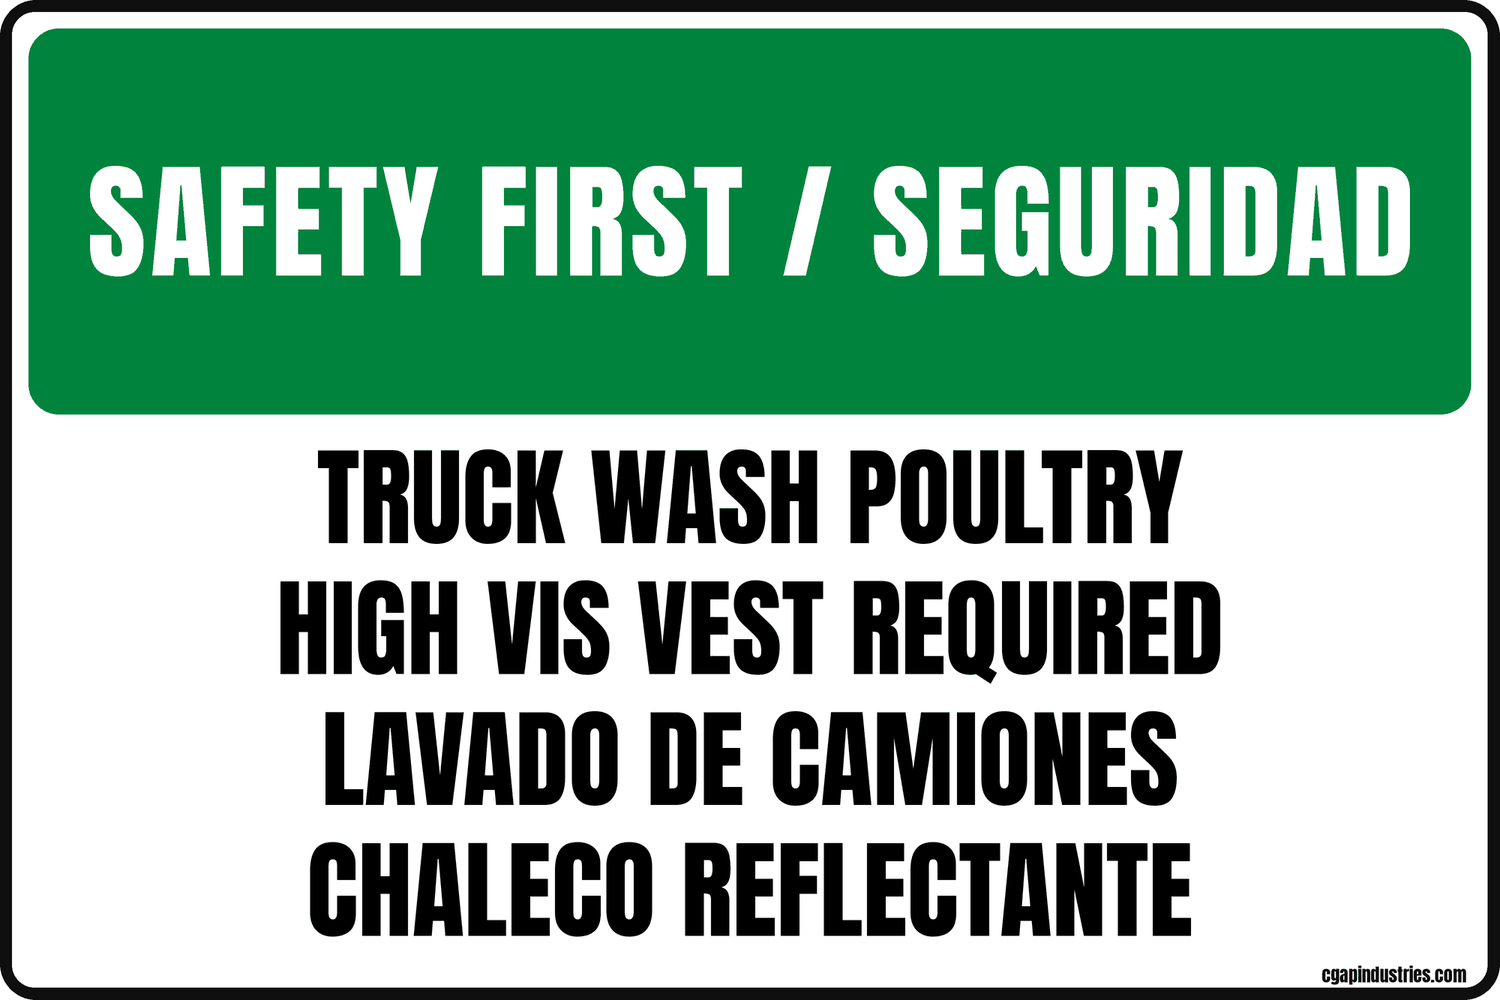 SAFETY FIRST / SEGURIDAD
TRUCK WASH POULTRY
HIGH VIS VEST REQUIRED
LAVADO DE CAMIONES
CHALECO REFLECTANTE
cgapindustries.com